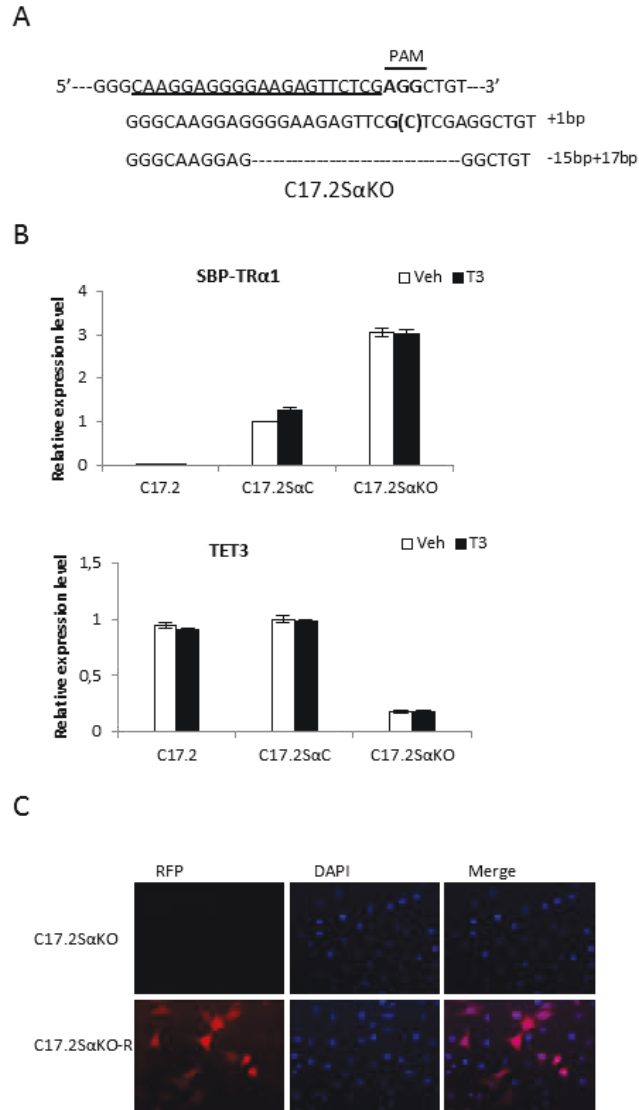 A
PAM
5'---GGGCAAGGAGGGGAAGAGTTCTCGAGGCTGT---3'
GGGCAAGGAGGGGAAGAGTTCG(C)TCGAGGCTGT +1bp
GGGCAAGGAG------------------------------GGCTGT -15bp+17bp
C17.2SαKO
B
SBP-TRα1
Veh T3
Relative expression level
4
3
2
1
0
C17.2 C17.2SαC C17.2SαKO
TET3
Veh T3
Relative expression level
1,5
1
0,5
0
C17.2 C17.2SαC C17.2SαKO
C
RFP DAPI Merge
C17.2SαKO
C17.2SαKO-R